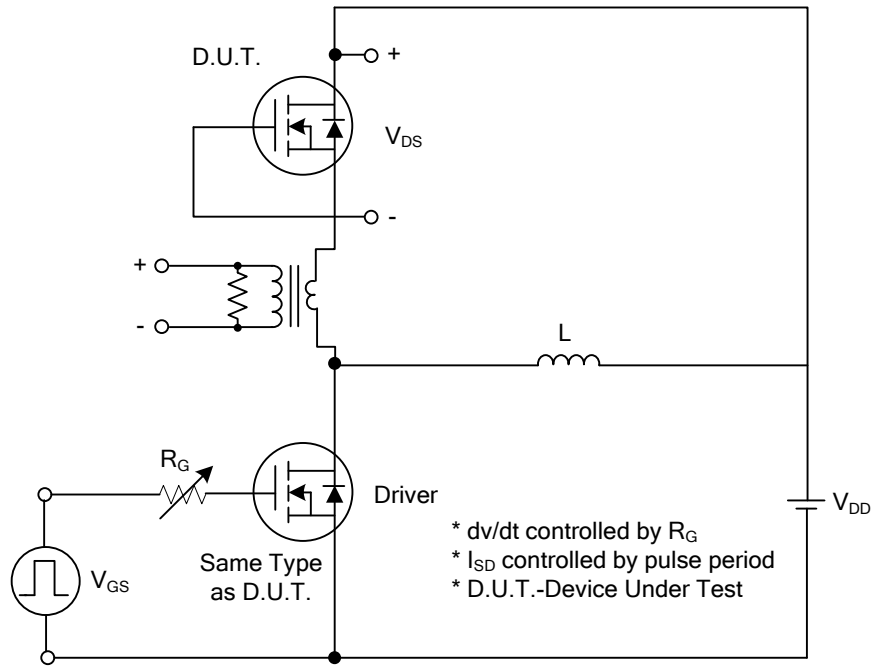 D.U.T.
+
V_DS
-
+
-
L
R_G
Driver
V_DD
V_GS
Same Type
as D.U.T.
* dv/dt controlled by R_G
* I_SD controlled by pulse period
* D.U.T.-Device Under Test